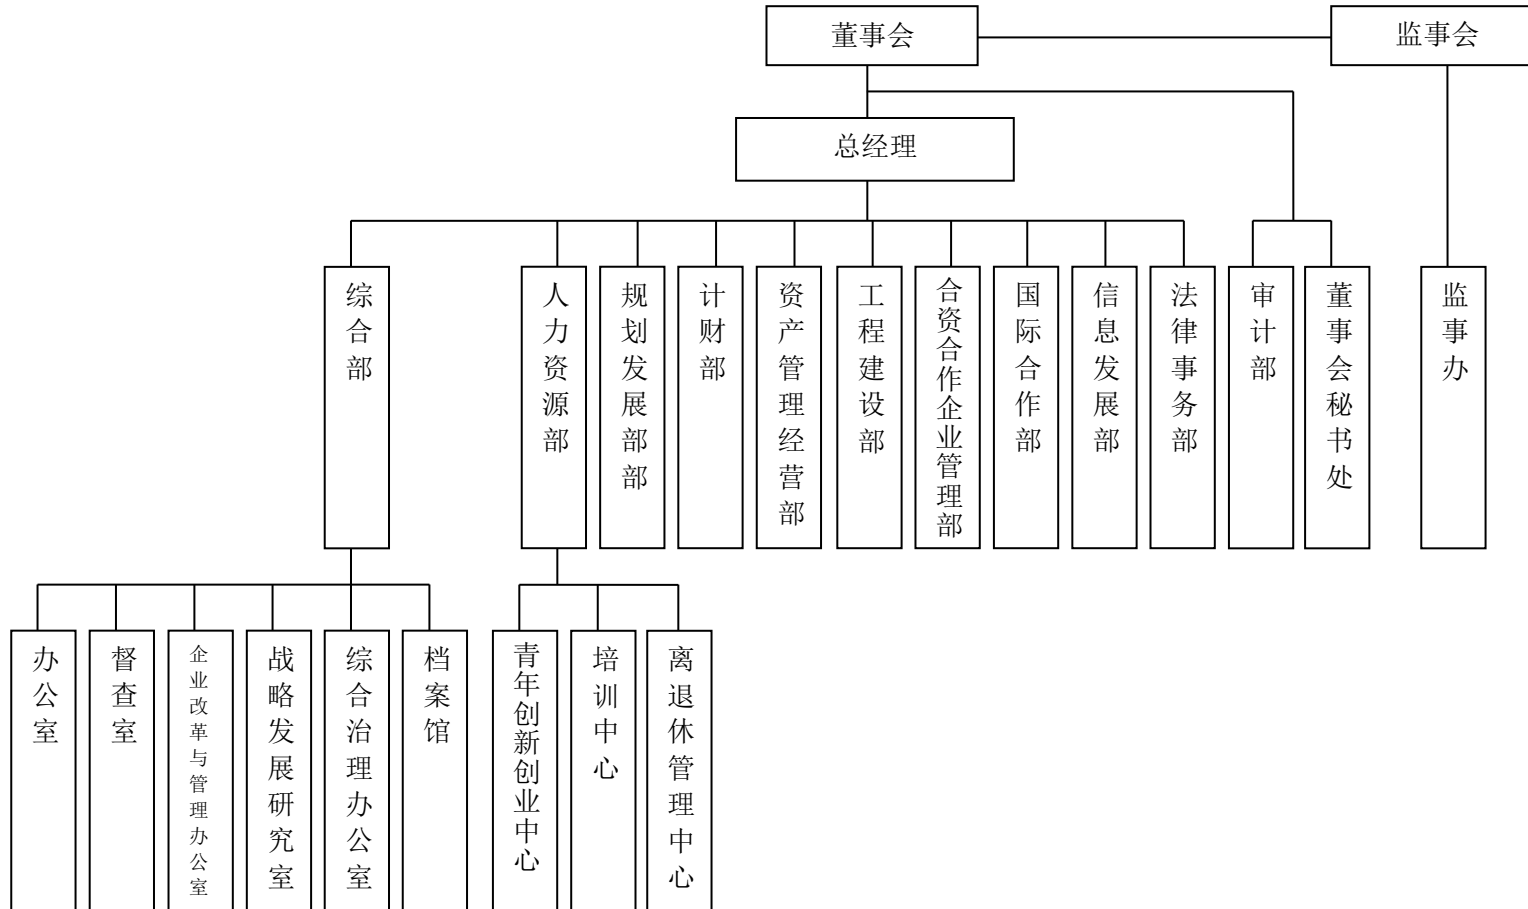 董事会
监事会
总经理
综合部
人力资源部
规划发展部部
计财部
资产管理经营部
工程建设部
合资合作企业管理部
国际合作部
信息发展部
法律事务部
审计部
董事会秘书处
监事办
办公室
督查室
企业改革与管理办公室
战略发展研究室
综合治理办公室
档案馆
青年创新创业中心
培训中心
离退休管理中心